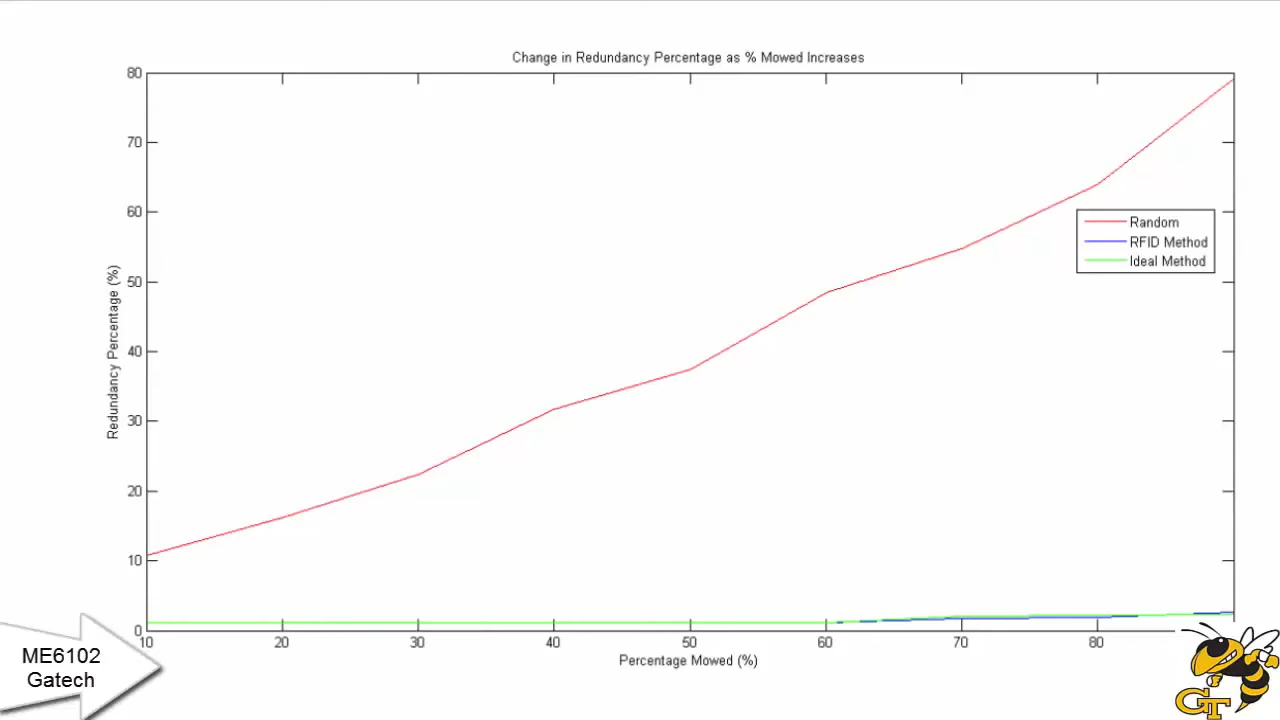 Change in Redundancy Percentage as % Mowed Increases
80
70
60
50
40
30
20
10
0
Redundancy Percentage (%)
Random
RFID Method
Ideal Method
10 20 30 40 50 60 70 80
Percentage Mowed (%)
ME6102
Gatech
GT